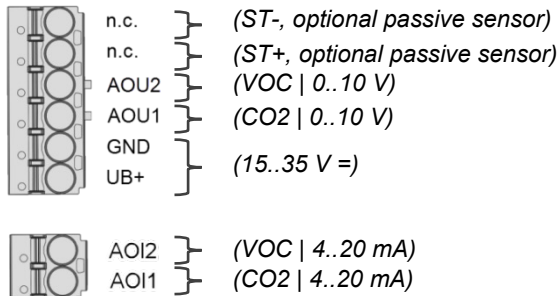 n.c. (ST-, optional passive sensor)
n.c. (ST+, optional passive sensor)
AOU2 (VOC | 0..10 V)
AOU1 (CO2 | 0..10 V)
GND
(15..35 V =)
UB+
AOI2 (VOC | 4..20 mA)
AOI1 (CO2 | 4..20 mA)